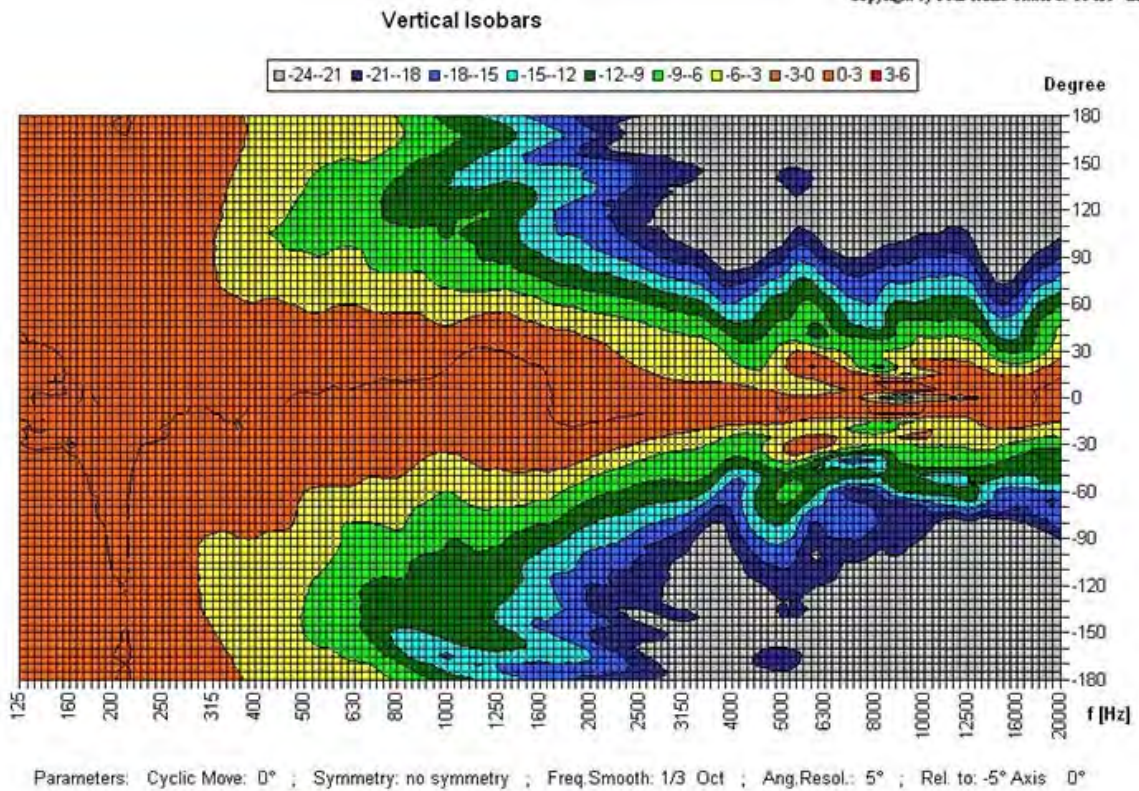 Vertical Isobars
-24--21 -21--18 -18--15 -15--12 -12--9 -9--6 -6--3 -3-0 0-3 3-6
Degree
180
150
120
90
60
30
0
-30
-60
-90
-120
-150
-180
125 160 200 250 315 400 500 630 800 1000 1250 1600 2000 2500 3150 4000 5000 6300 8000 10000 12500 16000 20000
f [Hz]
Parameters: Cyclic Move: 0° ; Symmetry: no symmetry ; Freq.Smooth: 1/3 Oct ; Ang.Resol.: 5° ; Rel. to: -5° Axis 0°